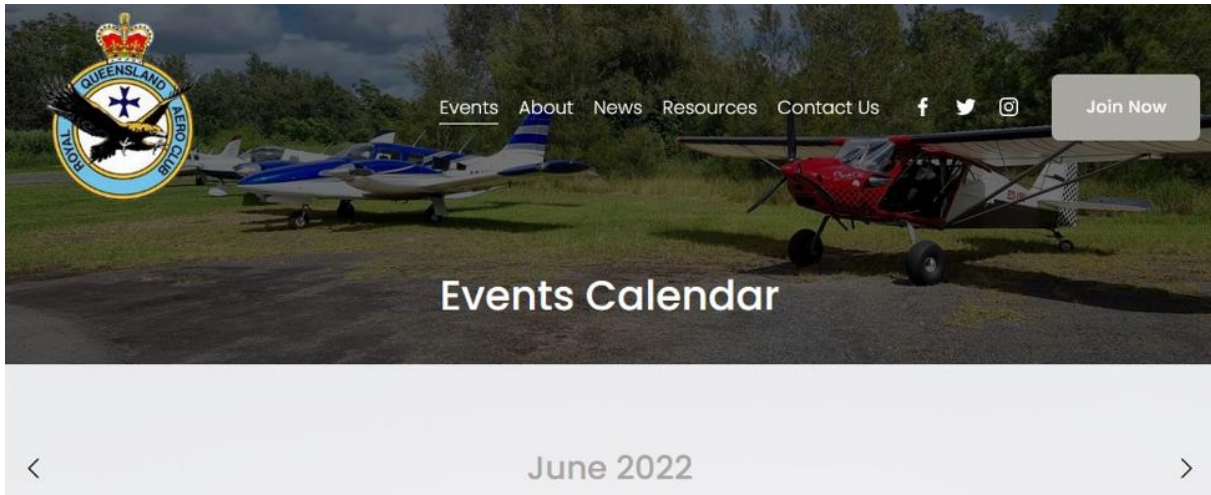 ROYAL QUEENSLAND AERO CLUB
Events About News Resources Contact Us f Join Now
Events Calendar
June 2022